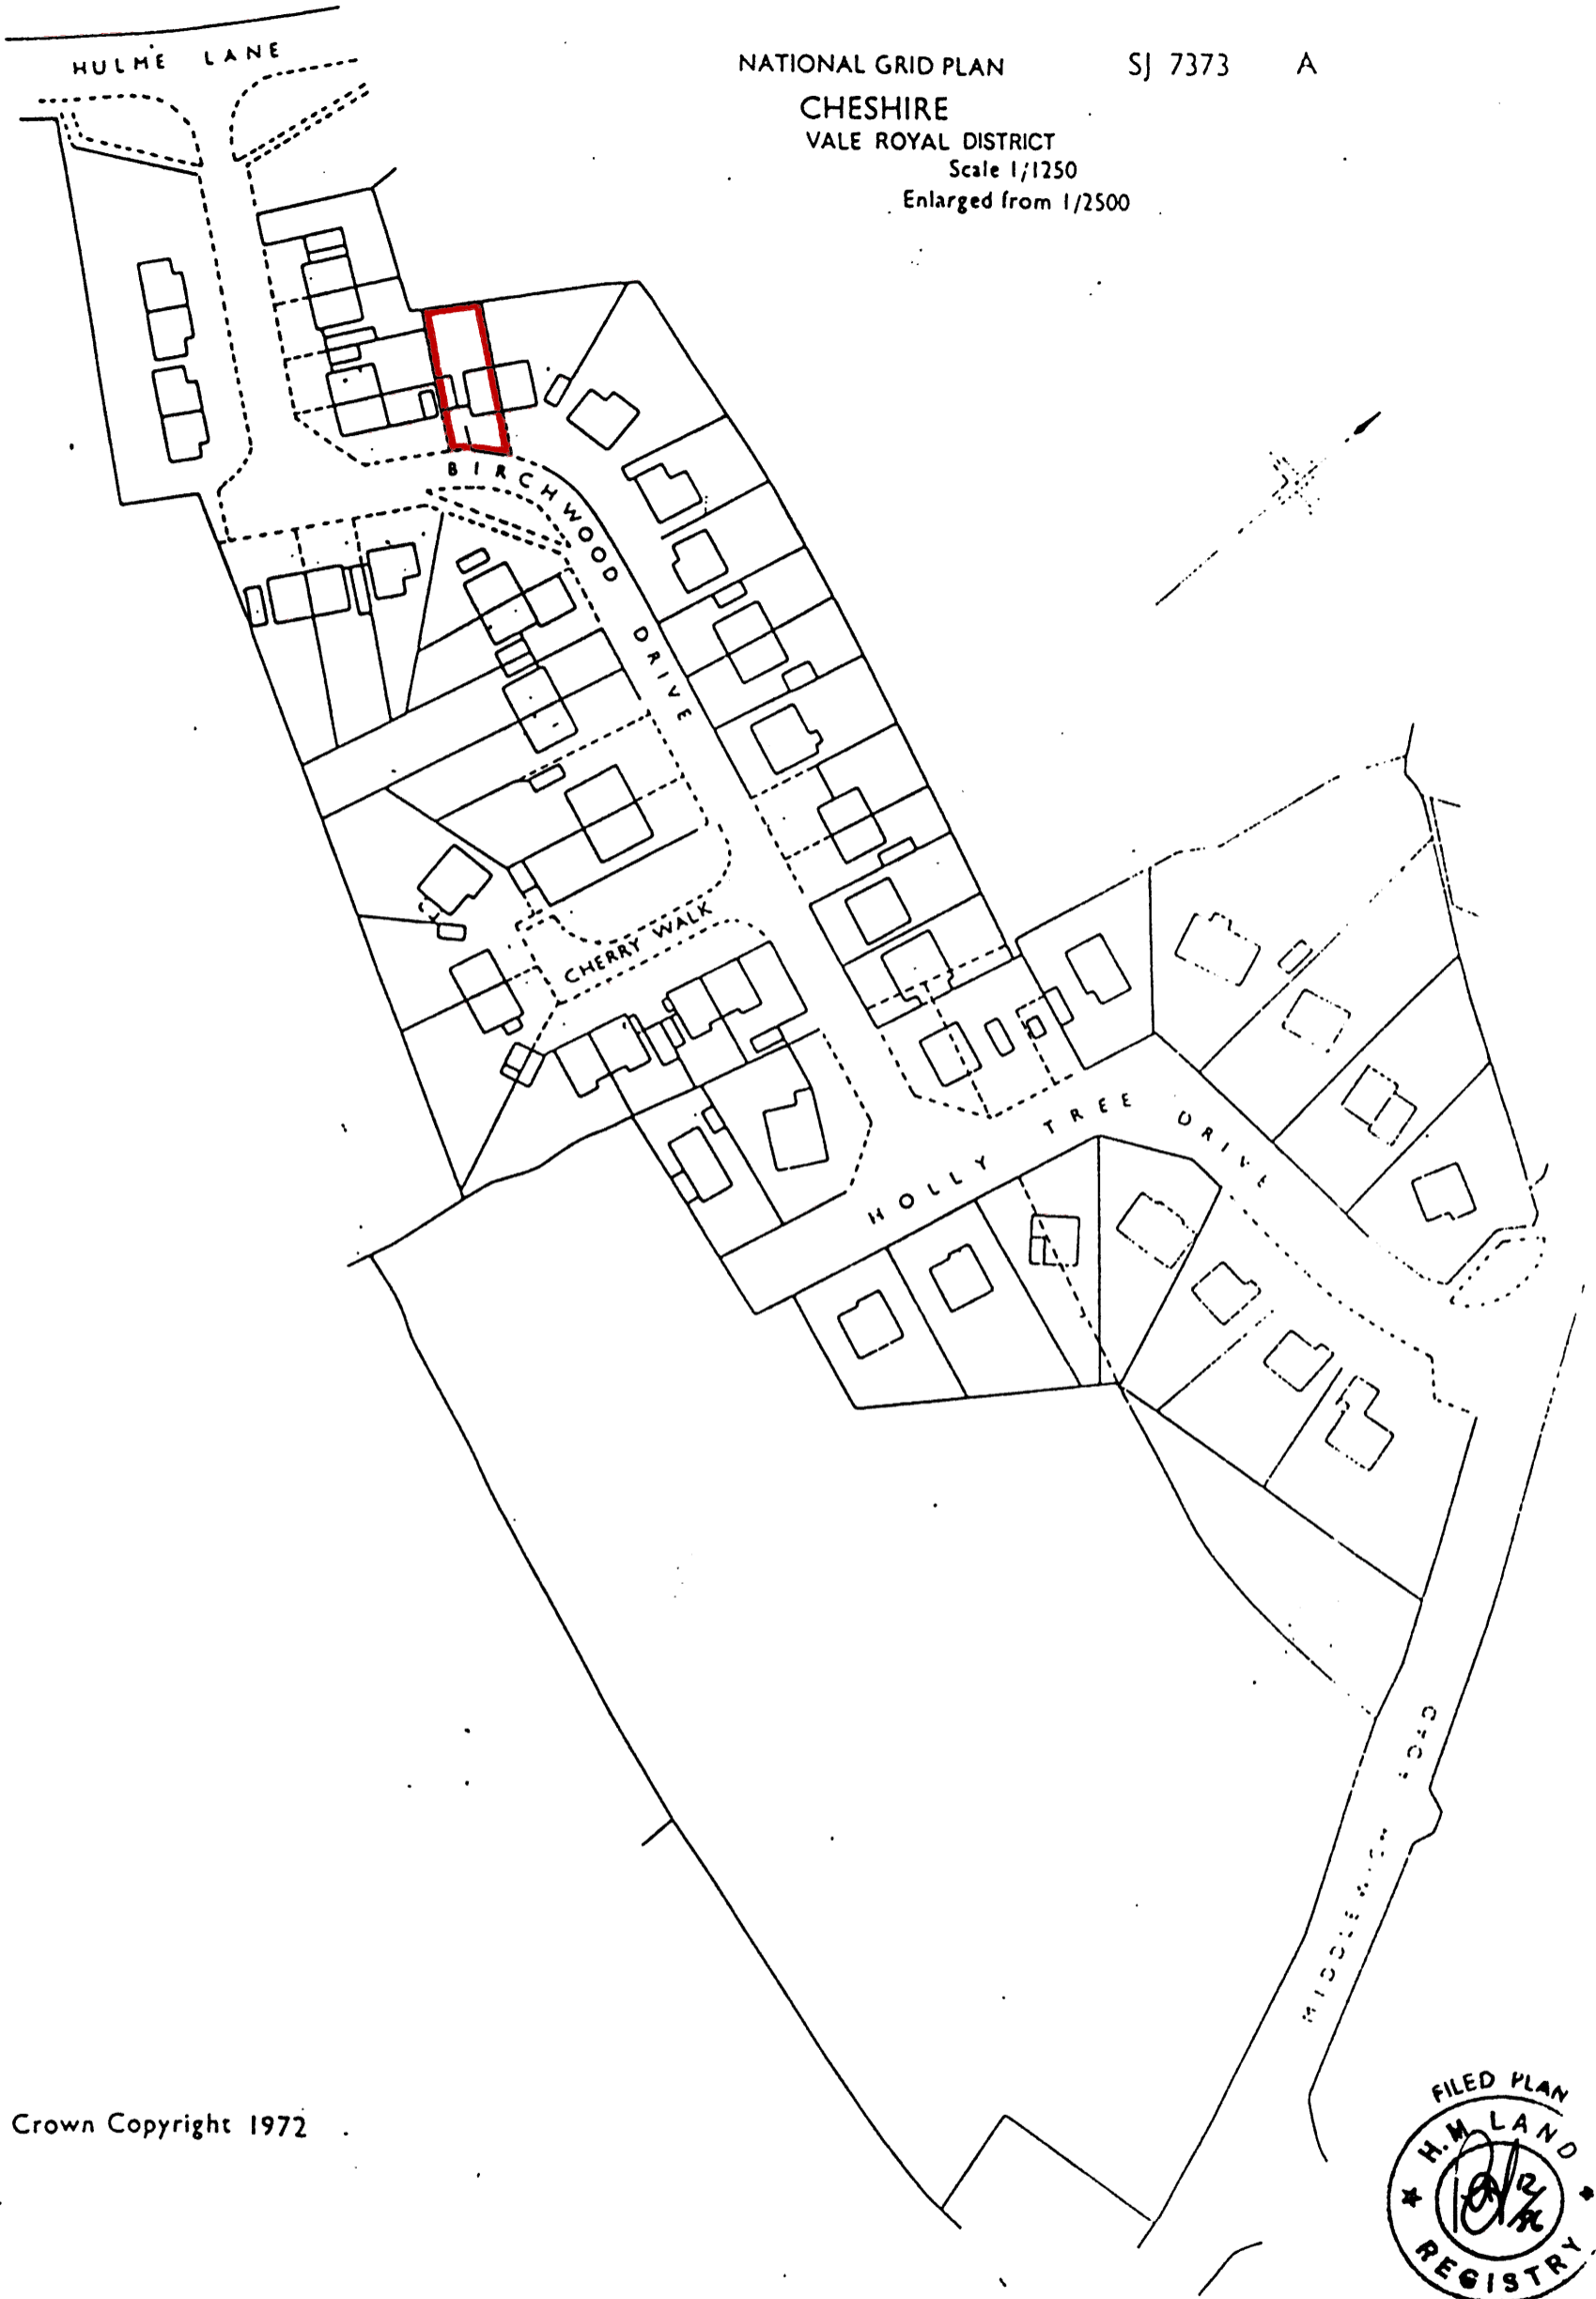 HULME LANE
NATIONAL GRID PLAN SJ 7373 A
CHESHIRE
VALE ROYAL DISTRICT
Scale 1/1250
Enlarged from 1/2500
BIRCHWOOD DRIVE
CHERRY WALK
HOLLY TREE DRIVE
ROAD
Crown Copyright 1972
FILED PLAN
H.M. LAND
REGISTRY